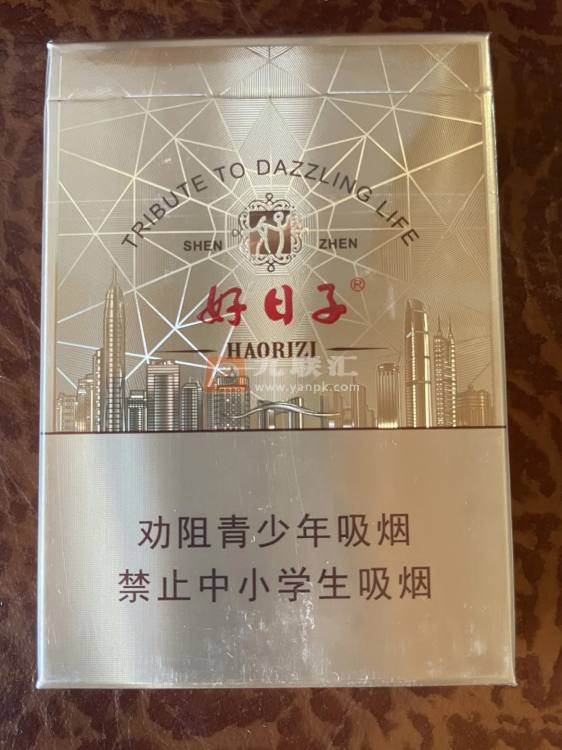 TRIBUTE TO DAZZLING LIFE
SHEN ZHEN
好日子®
HAORIZI
元联汇
www.yanpk.com
劝阻青少年吸烟
禁止中小学生吸烟